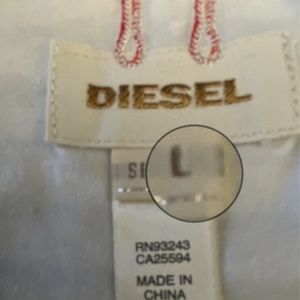 DIESEL
L
RN93243
CA25594
MADE IN
CHINA